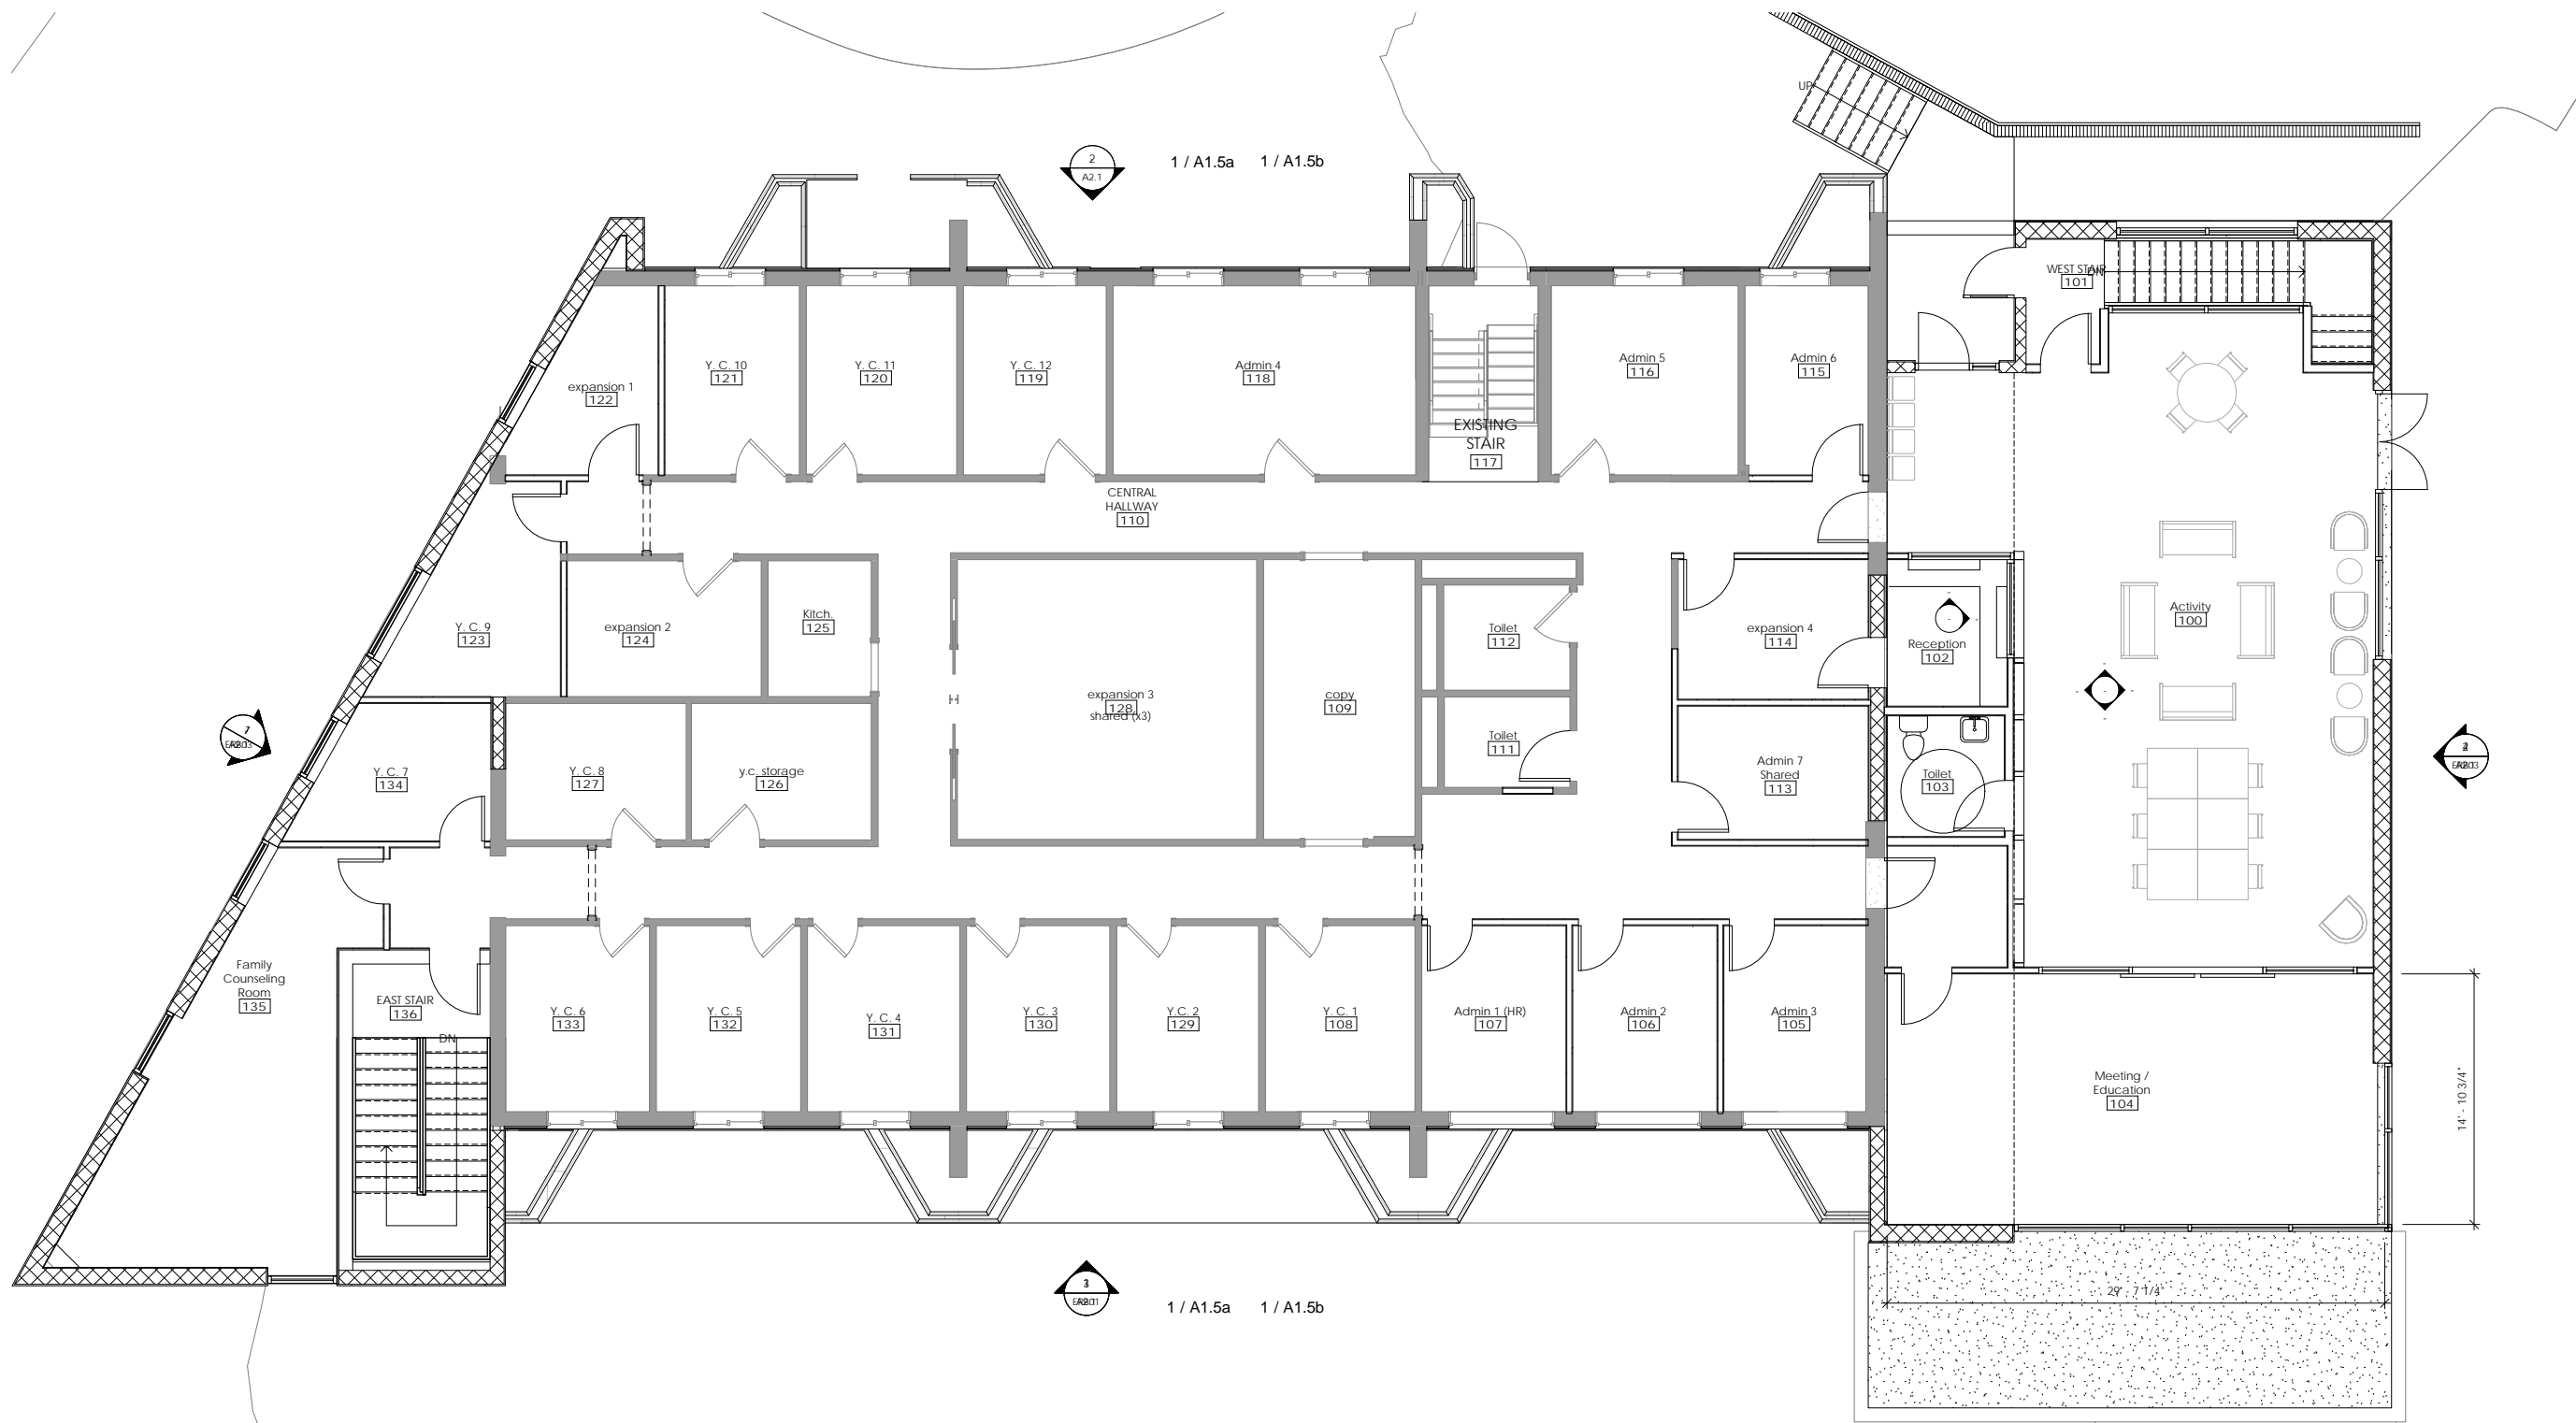 UP
2
A2.1
1 / A1.5a 1 / A1.5b
WEST STAIR
101
Y. C. 10
121
Y. C. 11
120
Y. C. 12
119
Admin 4
118
Admin 5
116
Admin 6
115
expansion 1
122
EXISTING
STAIR
117
CENTRAL
HALLWAY
110
Y. C. 9
123
expansion 2
124
Kitch.
125
Toilet
112
expansion 4
114
Reception
102
Activity
100
expansion 3
128
shared (x3)
copy
109
Toilet
111
Y. C. 7
134
Y. C. 8
127
y.c. storage
126
Admin 7
Shared
113
Toilet
103
Family
Counseling
Room
135
EAST STAIR
136
DN
Y. C. 6
133
Y. C. 5
132
Y. C. 4
131
Y. C. 3
130
Y. C. 2
129
Y. C. 1
108
Admin 1 (HR)
107
Admin 2
106
Admin 3
105
Meeting /
Education
104
14' - 10 3/4"
29' - 7 1/4"
1 / A1.5a 1 / A1.5b